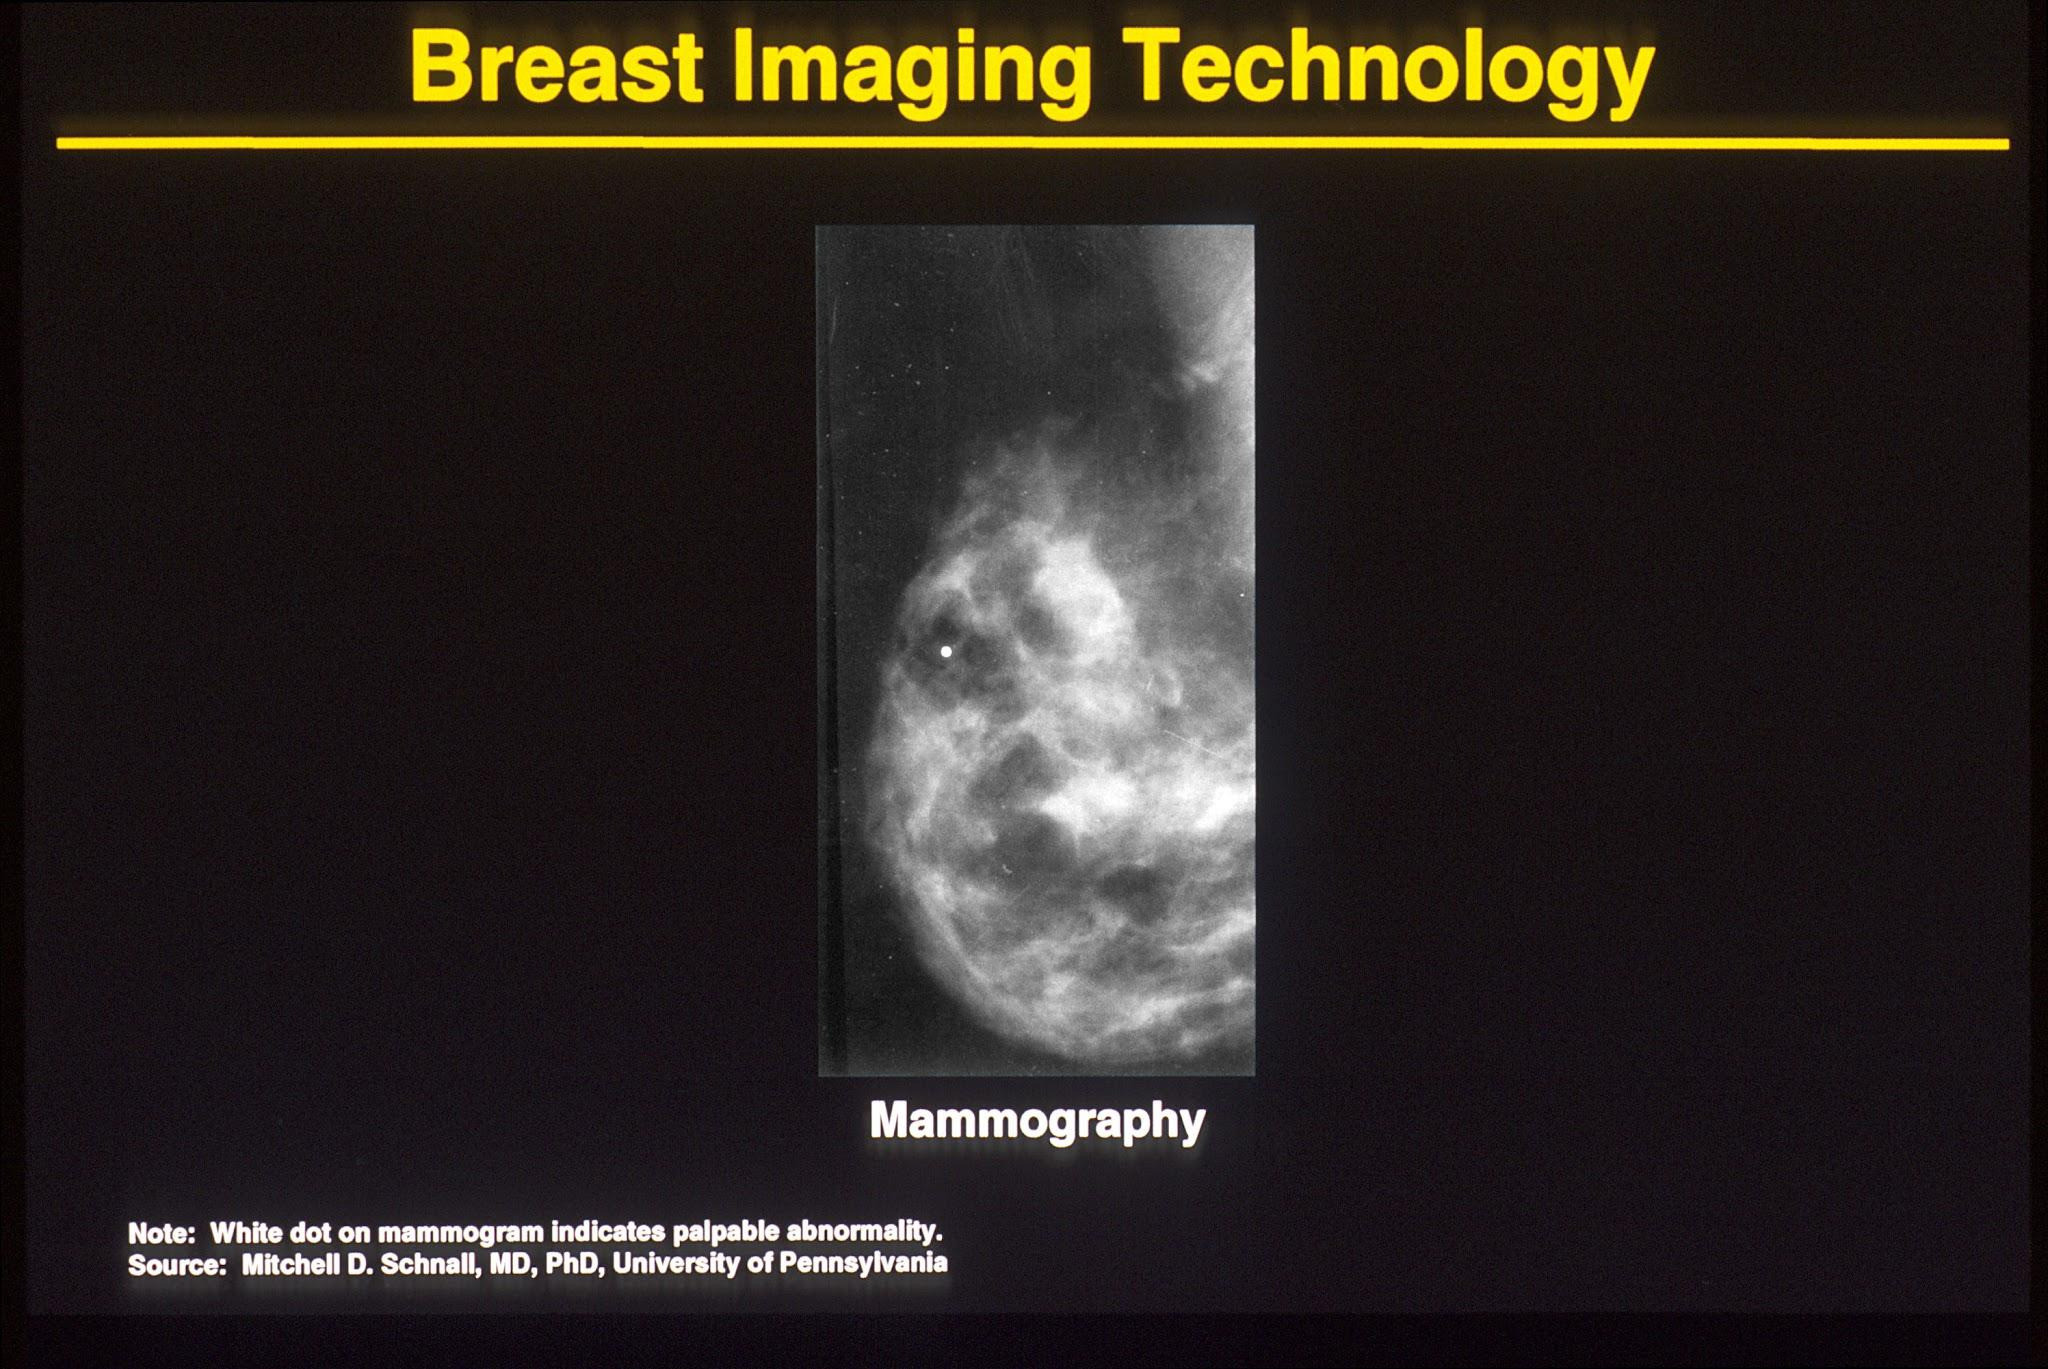 Breast Imaging Technology
Mammography
Note: White dot on mammogram indicates palpable abnormality.
Source: Mitchell D. Schnall, MD, PhD, University of Pennsylvania